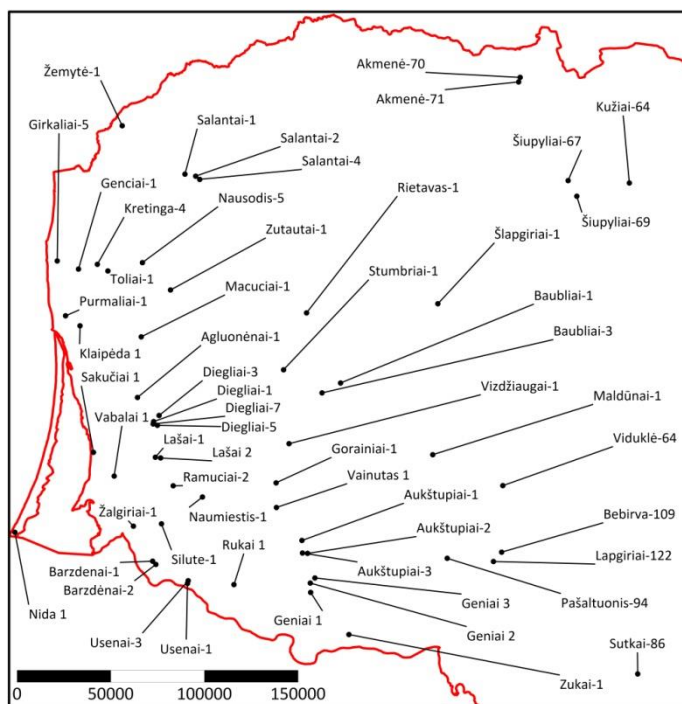 Akmenė-70
Žemytė-1
Akmenė-71
Kužiai-64
Salantai-1
Girkaliai-5
Salantai-2
Šiupyliai-67
Salantai-4
Genciai-1
Rietavas-1
Nausodis-5
Kretinga-4
Šiupyliai-69
Zutautai-1
Šlapgiriai-1
Toliai-1
Stumbriai-1
Macuciai-1
Baubliai-1
Purmaliai-1
Baubliai-3
Agluonėnai-1
Klaipėda 1
Diegliai-3
Sakučiai 1
Vizdžiaugai-1
Diegliai-1
Maldūnai-1
Diegliai-7
Vabalai 1
Diegliai-5
Viduklė-64
Lašai-1
Gorainiai-1
Lašai 2
Vainutas 1
Ramuciai-2
Aukštupiai-1
Žalgiriai-1
Naumiestis-1
Bebirva-109
Aukštupiai-2
Rukai 1
Silute-1
Lapgiriai-122
Barzdenai-1
Aukštupiai-3
Barzdėnai-2
Pašaltuonis-94
Geniai 3
Nida 1
Geniai 1
Geniai 2
Usenai-3
Sutkai-86
Usenai-1
Zukai-1
0 50000 100000 150000